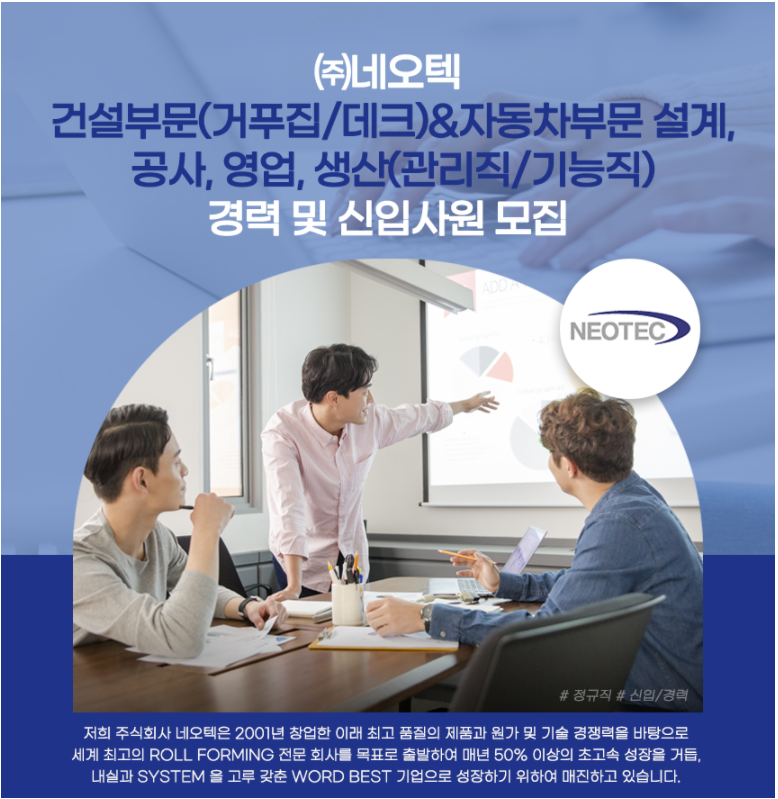 ㈜네오텍
건설부문(거푸집/데크)&자동차부문 설계,
공사, 영업, 생산(관리직/기능직)
경력 및 신입사원 모집
ADD A
NEOTEC
# 정규직 # 신입/경력
저희 주식회사 네오텍은 2001년 창업한 이래 최고 품질의 제품과 원가 및 기술 경쟁력을 바탕으로
세계 최고의 ROLL FORMING 전문 회사를 목표로 출발하여 매년 50% 이상의 초고속 성장을 거듭,
내실과 SYSTEM 을 고루 갖춘 WORD BEST 기업으로 성장하기 위하여 매진하고 있습니다.